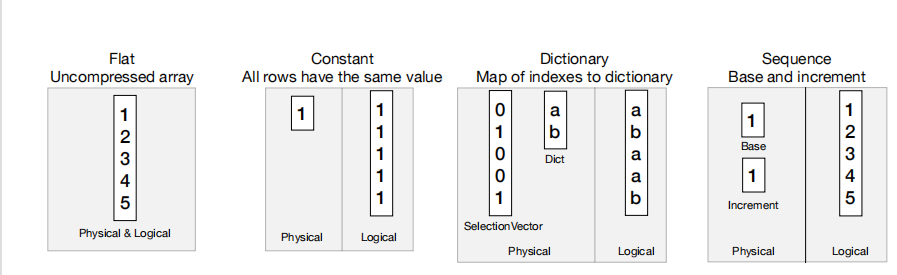 Flat
Uncompressed array
1
2
3
4
5
Physical & Logical
Constant
All rows have the same value
1
1
1
1
1
1
Physical
Logical
Dictionary
Map of indexes to dictionary
0
1
0
0
1
SelectionVector
a
b
Dict
Physical
a
b
a
a
b
Logical
Sequence
Base and increment
1
Base
1
Increment
Physical
1
2
3
4
5
Logical